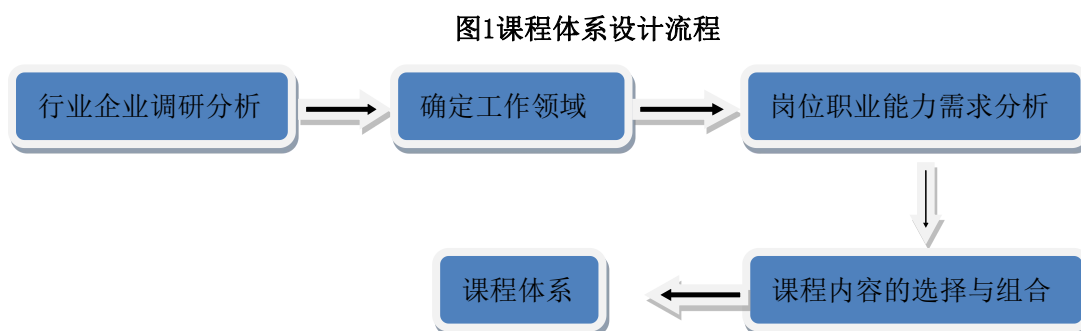 图1课程体系设计流程
行业企业调研分析
确定工作领域
岗位职业能力需求分析
课程内容的选择与组合
课程体系